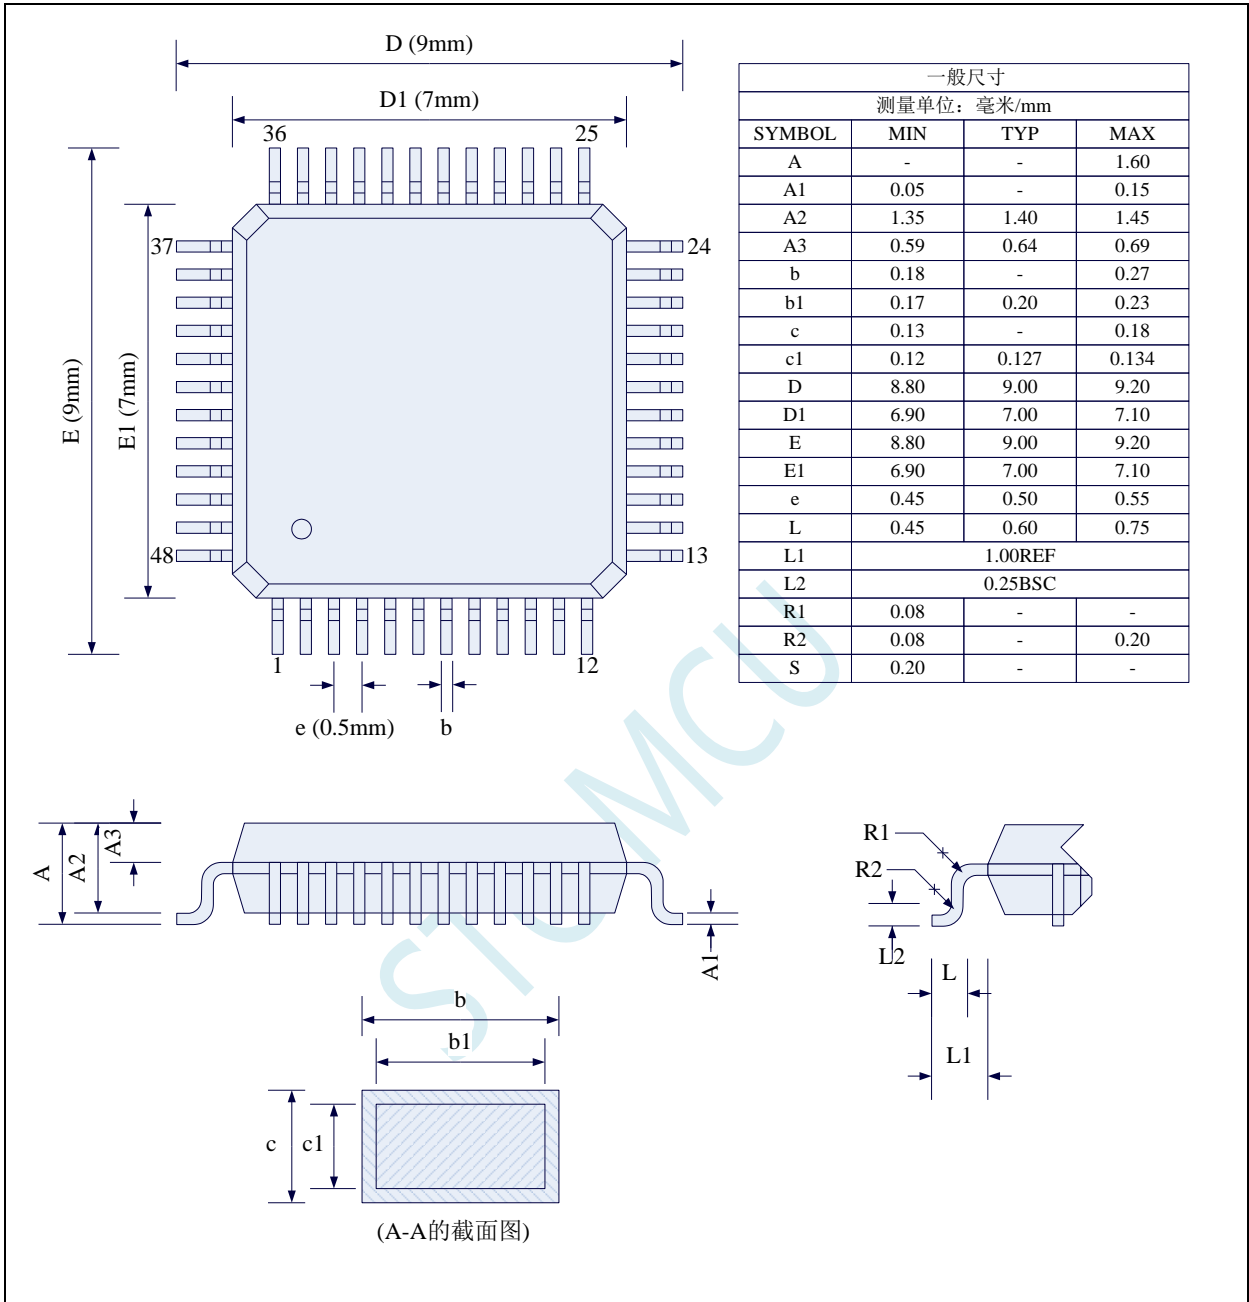 D (9mm)
D1 (7mm)
36 25
37 24
48 13
1 12
E (9mm)
E1 (7mm)
e (0.5mm) b
一般尺寸
测量单位：毫米/mm
SYMBOL MIN TYP MAX
A - - 1.60
A1 0.05 - 0.15
A2 1.35 1.40 1.45
A3 0.59 0.64 0.69
b 0.18 - 0.27
b1 0.17 0.20 0.23
c 0.13 - 0.18
c1 0.12 0.127 0.134
D 8.80 9.00 9.20
D1 6.90 7.00 7.10
E 8.80 9.00 9.20
E1 6.90 7.00 7.10
e 0.45 0.50 0.55
L 0.45 0.60 0.75
L1 1.00REF
L2 0.25BSC
R1 0.08 - -
R2 0.08 - 0.20
S 0.20 - -
STCMCU
A
A2
A3
A1
R1
R2
L2
L
L1
b
b1
c c1
(A-A的截面图)